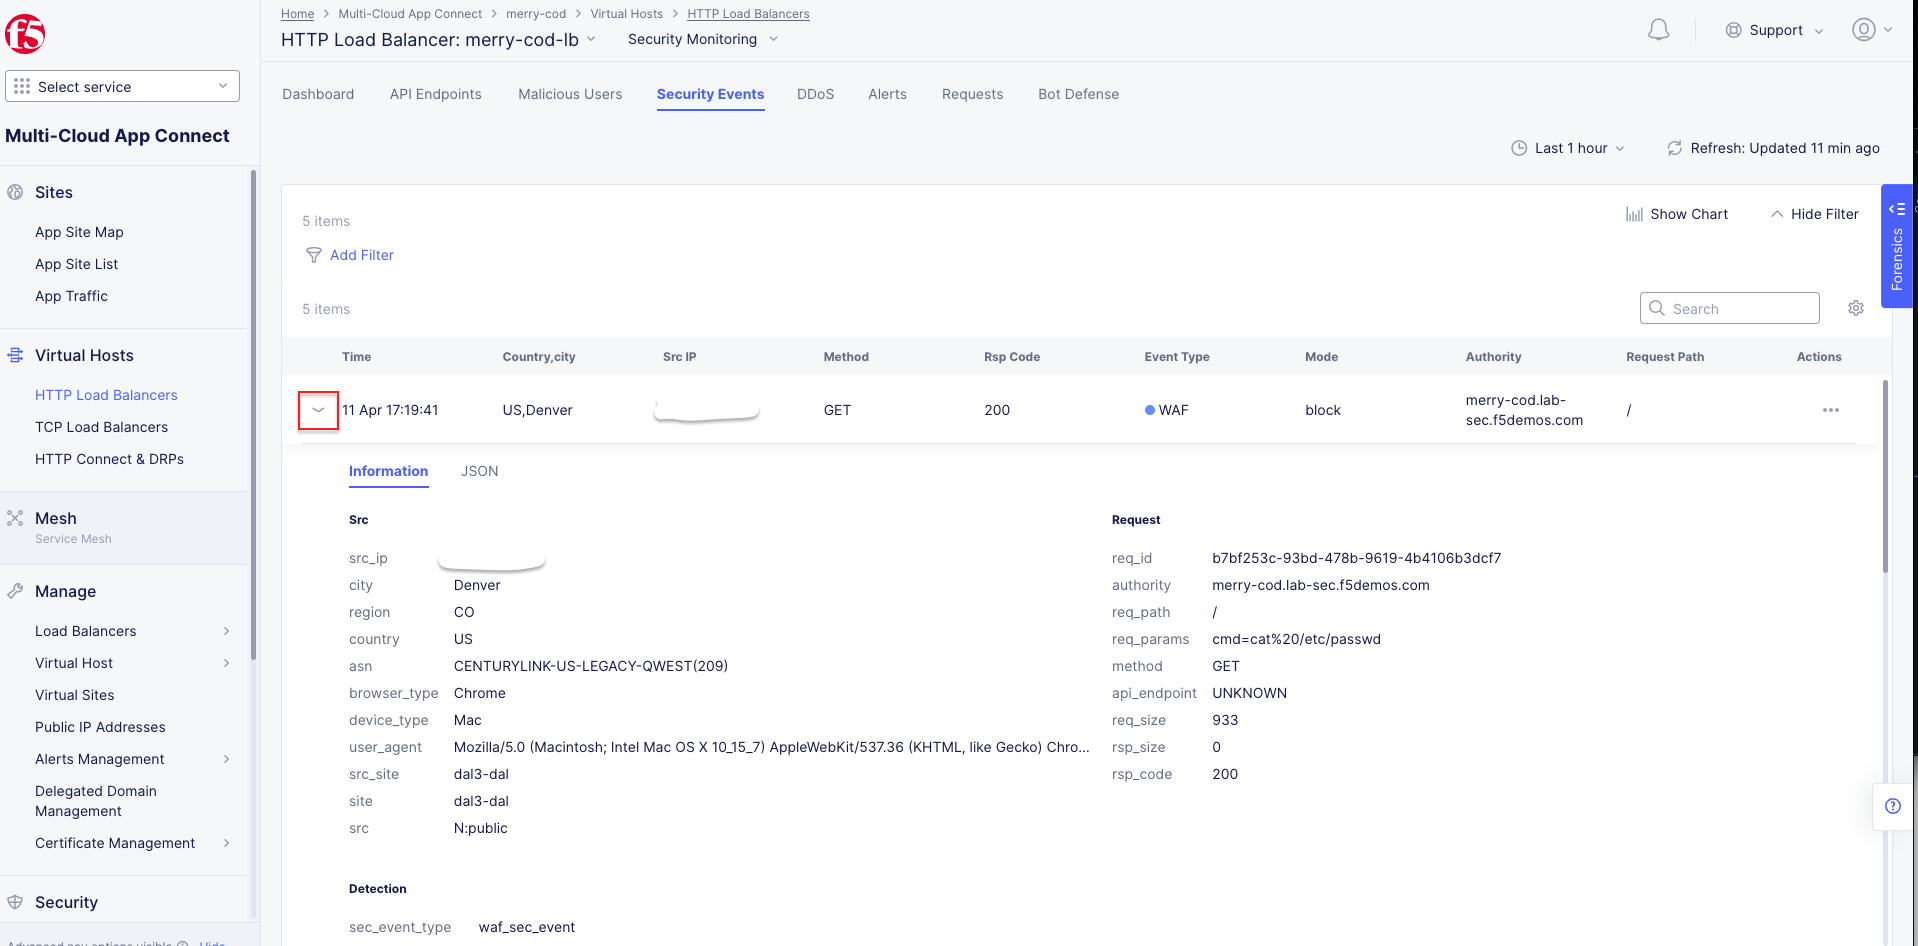 f5
Select service
Multi-Cloud App Connect
Sites
App Site Map
App Site List
App Traffic
Virtual Hosts
HTTP Load Balancers
TCP Load Balancers
HTTP Connect & DRPs
Mesh
Service Mesh
Manage
Load Balancers
Virtual Host
Virtual Sites
Public IP Addresses
Alerts Management
Delegated Domain
Management
Certificate Management
Security
Home > Multi-Cloud App Connect > merry-cod > Virtual Hosts > HTTP Load Balancers
HTTP Load Balancer: merry-cod-lb Security Monitoring
Support
Dashboard API Endpoints Malicious Users Security Events DDoS Alerts Requests Bot Defense
Last 1 hour Refresh: Updated 11 min ago
5 items
Show Chart Hide Filter
Add Filter
Forensics
5 items
Search
Time Country,city Src IP Method Rsp Code Event Type Mode Authority Request Path Actions
11 Apr 17:19:41 US,Denver GET 200 WAF block merry-cod.lab- /
sec.f5demos.com
Information JSON
Src
src_ip
city Denver
region CO
country US
asn CENTURYLINK-US-LEGACY-QWEST(209)
browser_type Chrome
device_type Mac
user_agent Mozilla/5.0 (Macintosh; Intel Mac OS X 10_15_7) AppleWebKit/537.36 (KHTML, like Gecko) Chro...
src_site dal3-dal
site dal3-dal
src N:public
Request
req_id b7bf253c-93bd-478b-9619-4b4106b3dcf7
authority merry-cod.lab-sec.f5demos.com
req_path /
req_params cmd=cat%20/etc/passwd
method GET
api_endpoint UNKNOWN
req_size 933
rsp_size 0
rsp_code 200
Detection
sec_event_type waf_sec_event